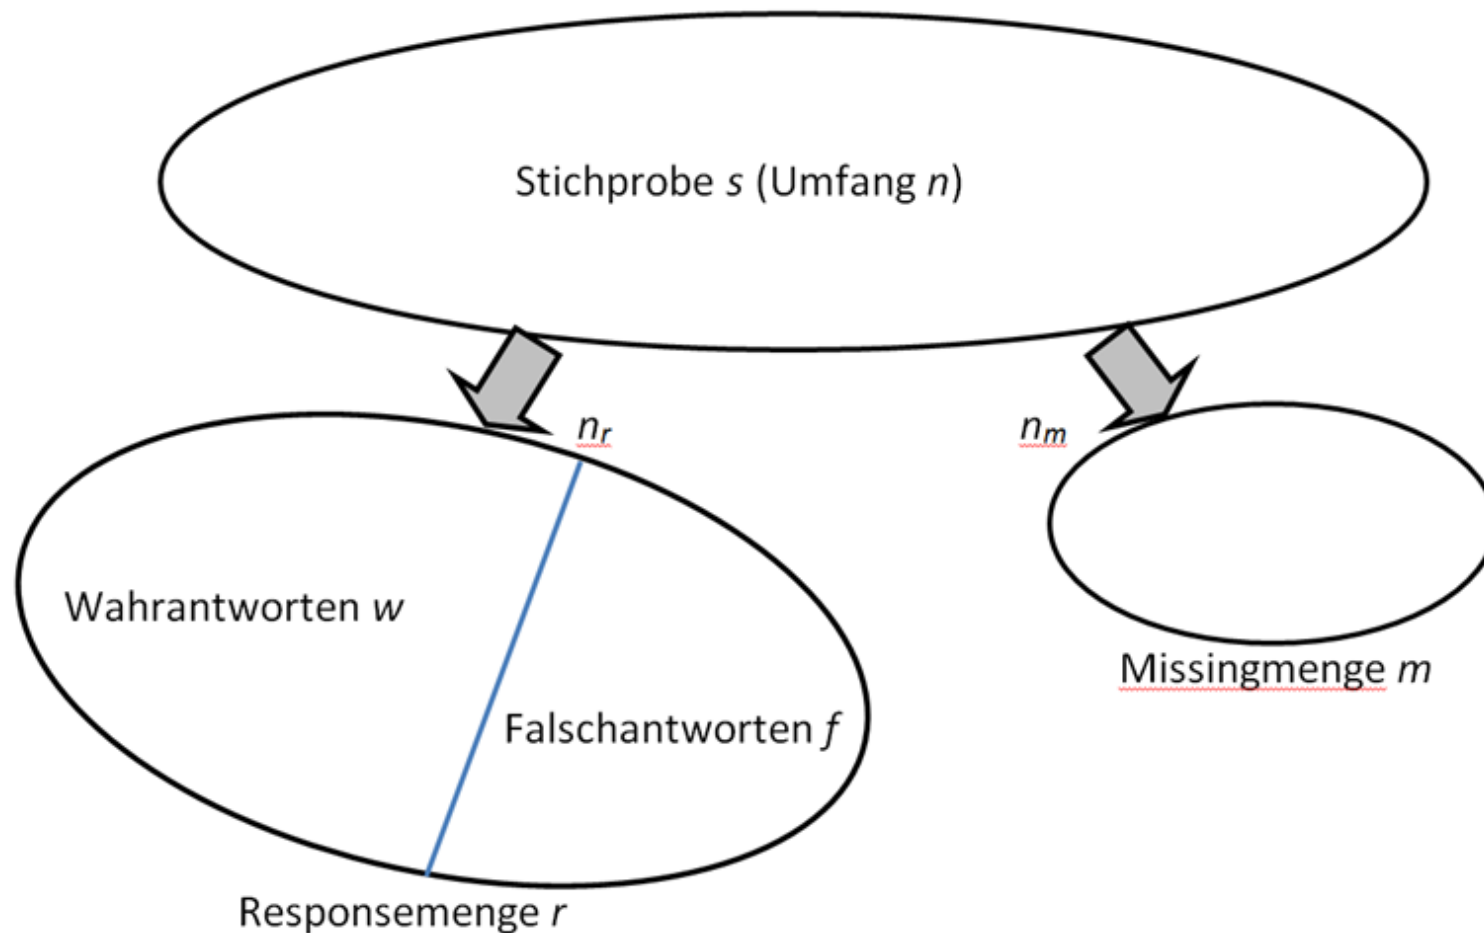 Stichprobe s (Umfang n)
nr
nm
Wahrantworten w
Falschantworten f
Missingmenge m
Responsemenge r